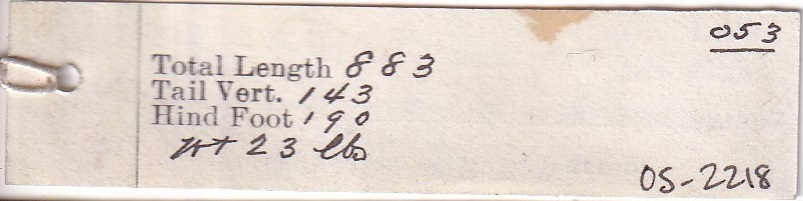 053
Total Length 883
Tail Vert. 143
Hind Foot 190
wt 23 lbs
OS-2218